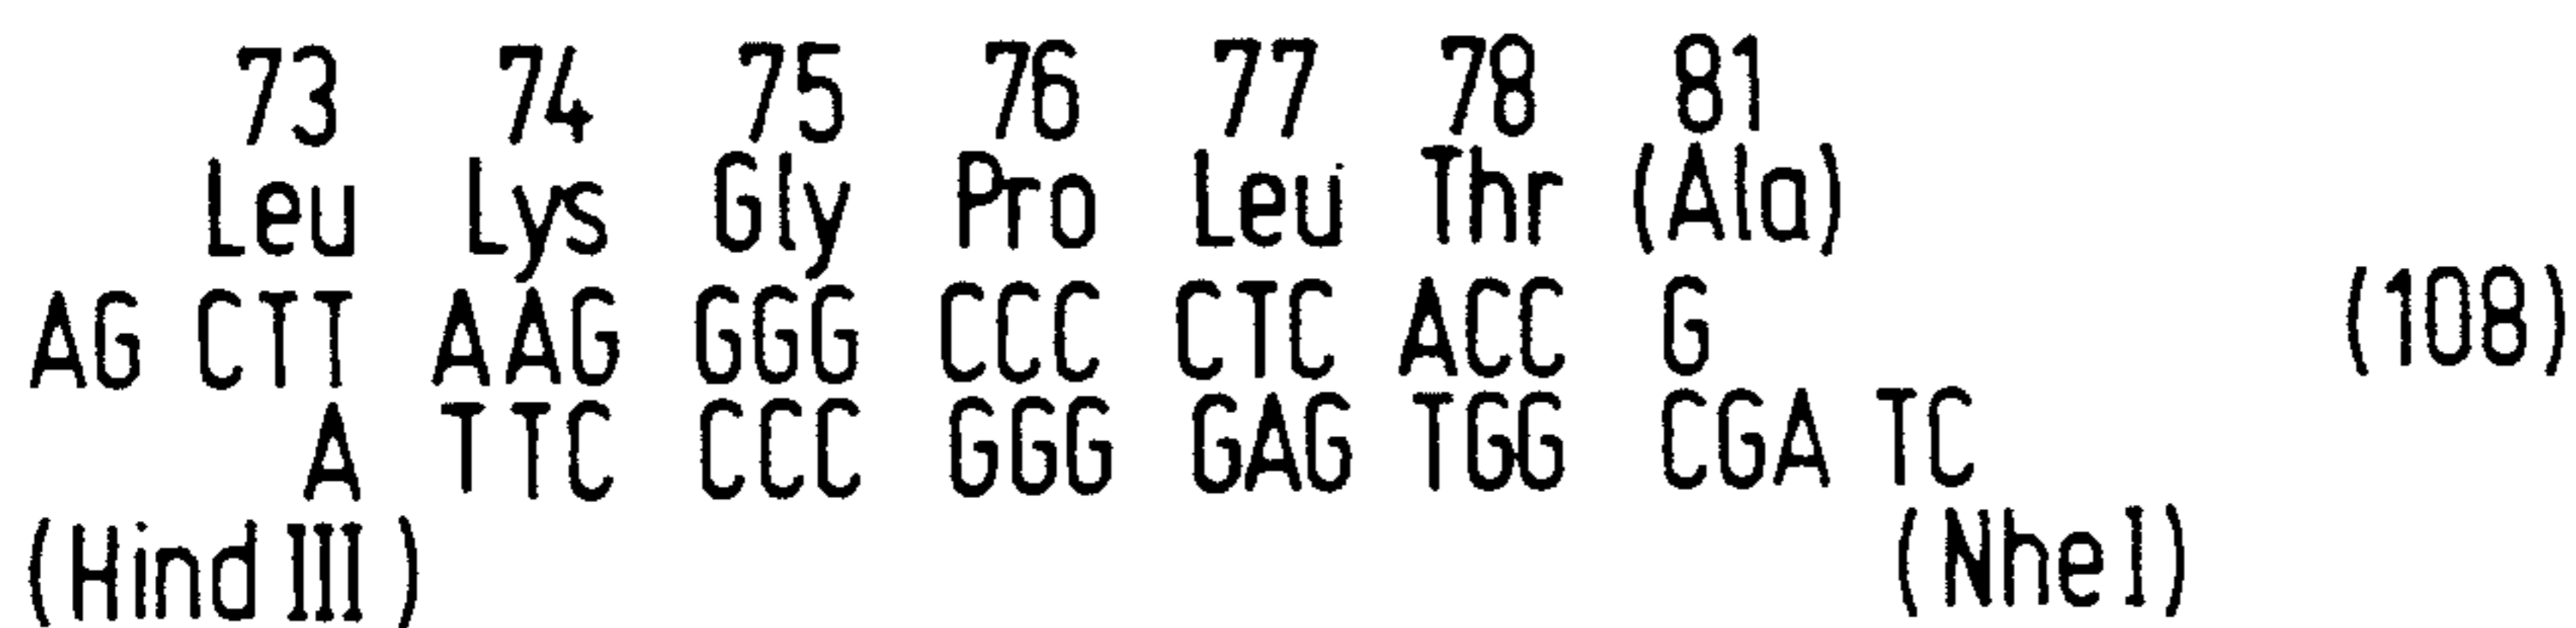 73 74 75 76 77 78 81
Leu Lys Gly Pro Leu Thr (Ala)
AG CTT AAG GGG CCC CTC ACC G (108)
A TTC CCC GGG GAG TGG CGA TC
(Hind III) (Nhe I)